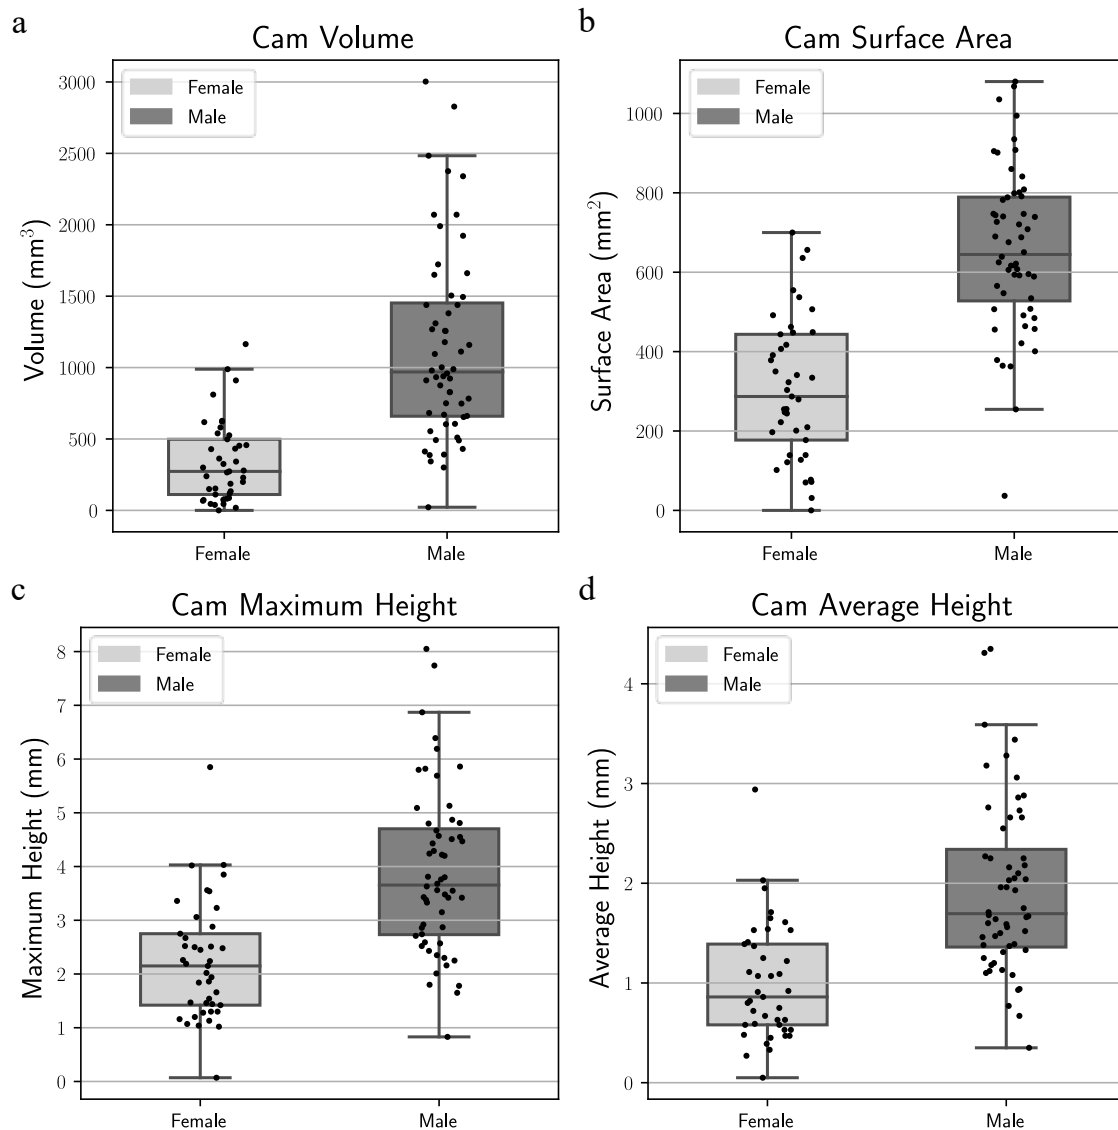 a
Cam Volume
3000
2500
2000
1500
1000
500
0
Volume (mm³)
Female
Male
Female
Male
b
Cam Surface Area
1000
800
600
400
200
0
Surface Area (mm²)
Female
Male
Female
Male
c
Cam Maximum Height
8
7
6
5
4
3
2
1
0
Maximum Height (mm)
Female
Male
Female
Male
d
Cam Average Height
4
3
2
1
0
Average Height (mm)
Female
Male
Female
Male